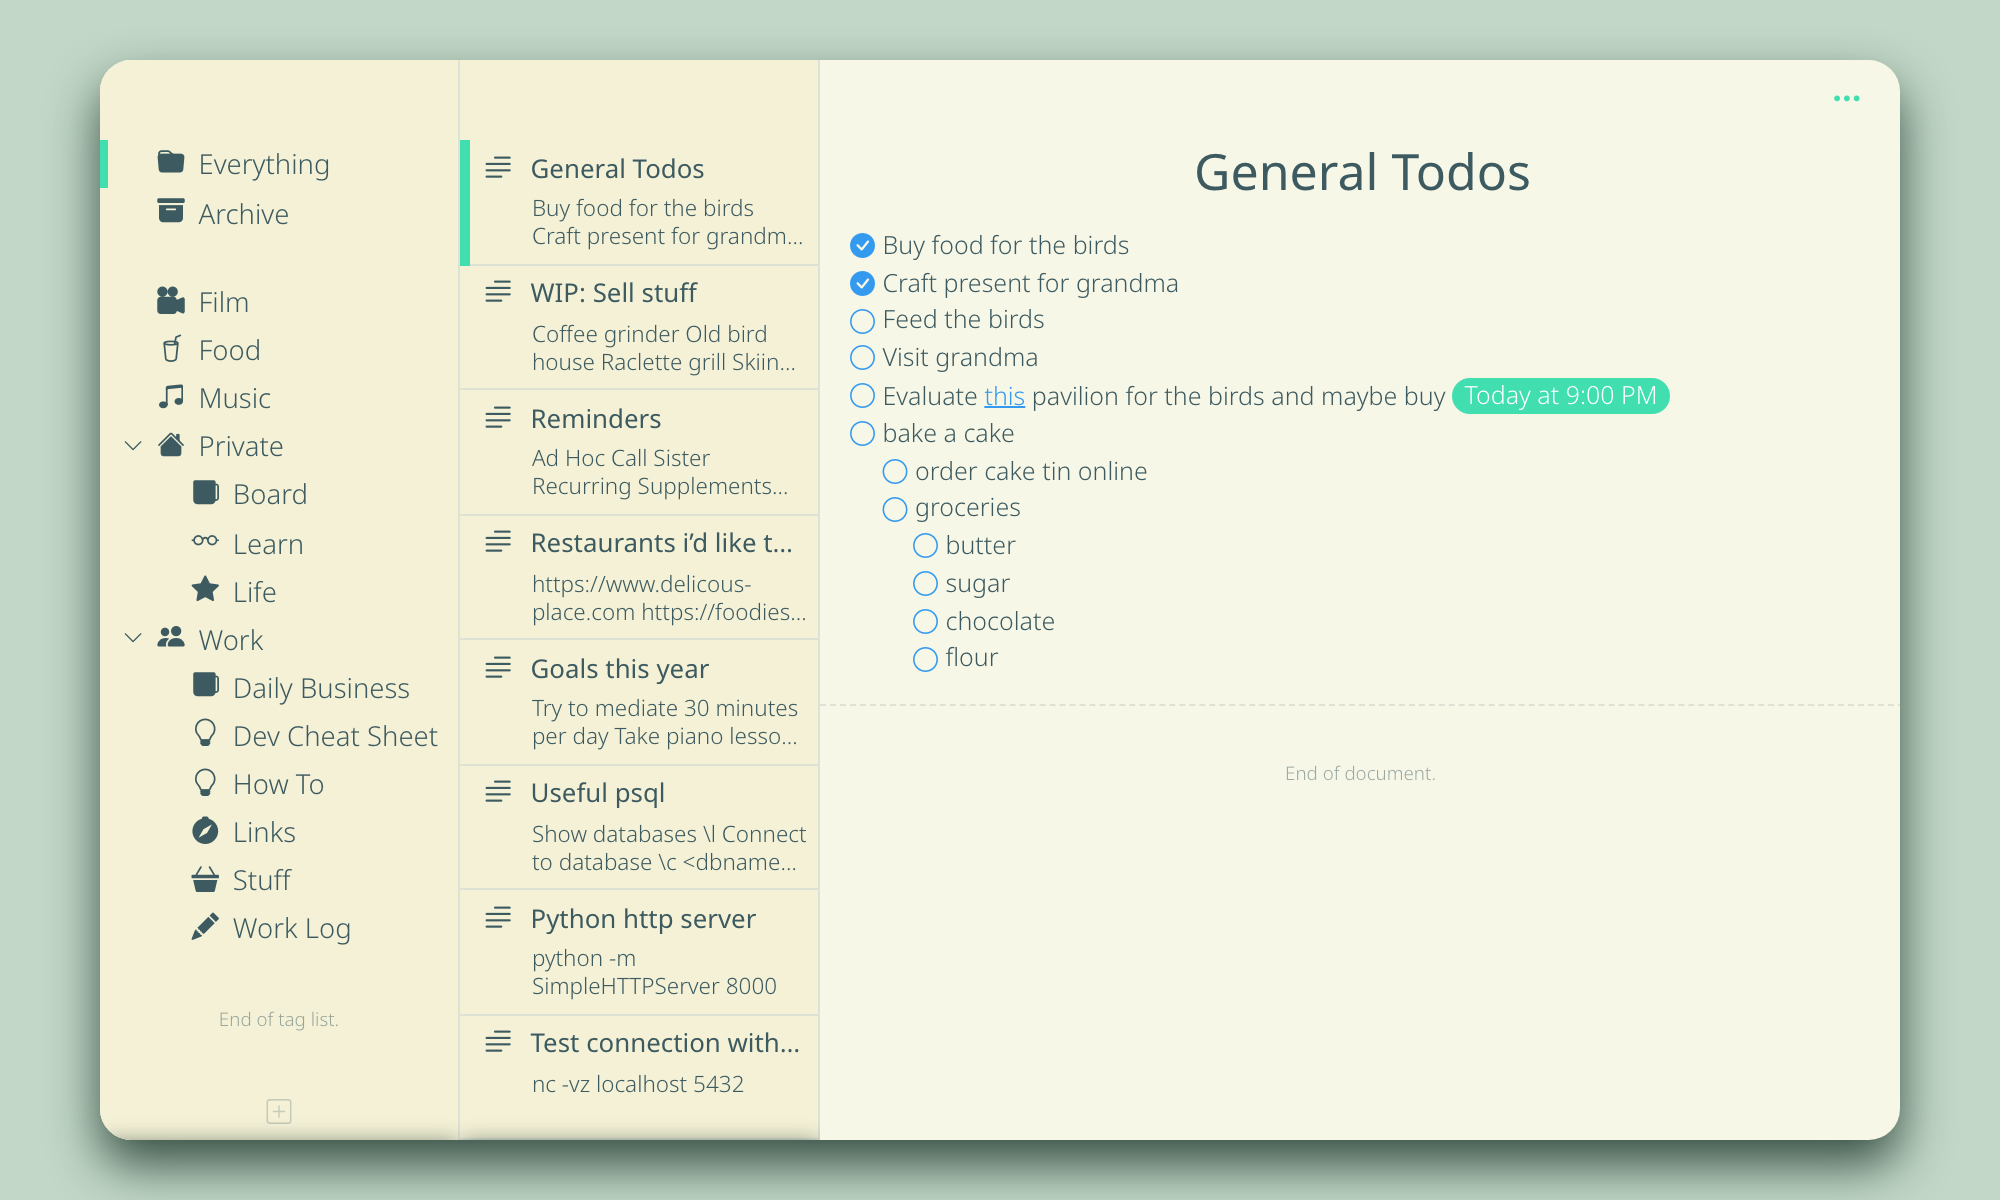 Everything
Archive
Film
Food
Music
Private
Board
Learn
Life
Work
Daily Business
Dev Cheat Sheet
How To
Links
Stuff
Work Log
End of tag list.
General Todos
Buy food for the birds
Craft present for grandm...
WIP: Sell stuff
Coffee grinder Old bird
house Raclette grill Skiin...
Reminders
Ad Hoc Call Sister
Recurring Supplements...
Restaurants i’d like t...
https://www.delicous-
place.com https://foodies...
Goals this year
Try to mediate 30 minutes
per day Take piano lesso...
Useful psql
Show databases \l Connect
to database \c <dbname...
Python http server
python -m
SimpleHTTPServer 8000
Test connection with...
nc -vz localhost 5432
General Todos
Buy food for the birds
Craft present for grandma
Feed the birds
Visit grandma
Evaluate this pavilion for the birds and maybe buy Today at 9:00 PM
bake a cake
order cake tin online
groceries
butter
sugar
chocolate
flour
End of document.